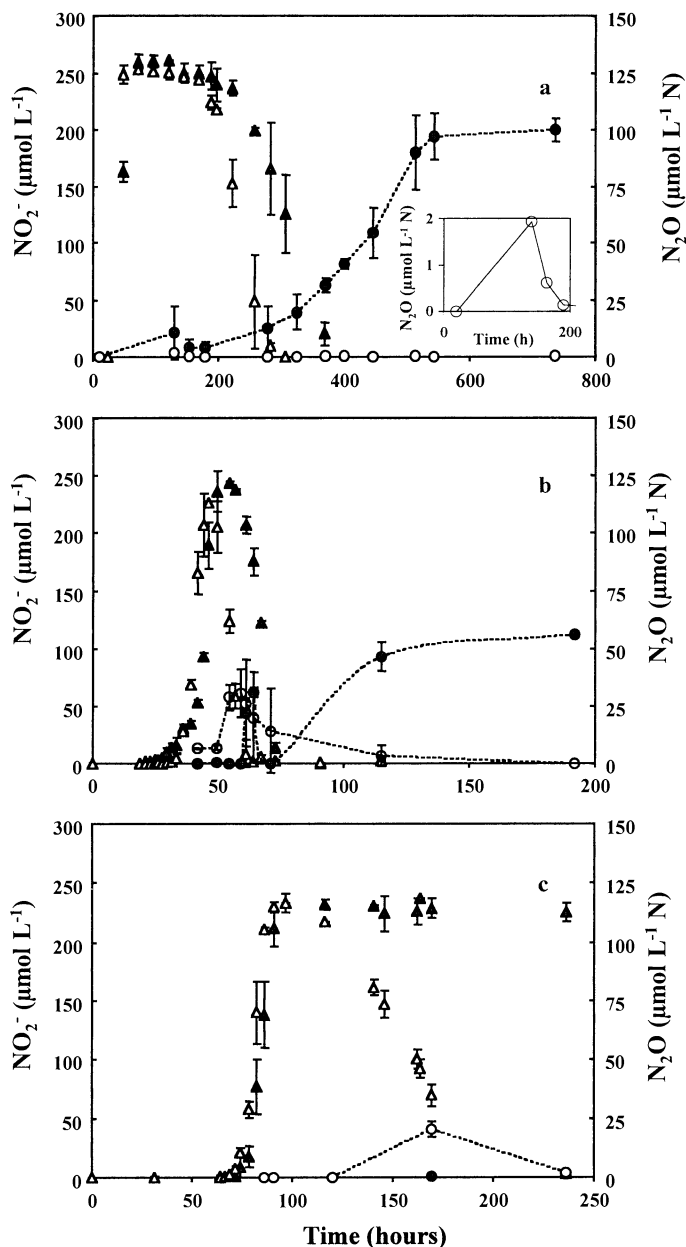 300 150
250 125
200 100
150 75
100 50
50 25
0 0
0 200 400 600 800
NO₂⁻ (µmol L⁻¹)
N₂O (µmol L⁻¹ N)
a
2
1
0
0 100 200
N₂O (µmol L⁻¹ N)
Time (h)
300 150
250 125
200 100
150 75
100 50
50 25
0 0
0 50 100 150 200
NO₂⁻ (µmol L⁻¹)
N₂O (µmol L⁻¹ N)
b
300 150
250 125
200 100
150 75
100 50
50 25
0 0
0 50 100 150 200 250
NO₂⁻ (µmol L⁻¹)
N₂O (µmol L⁻¹ N)
c
Time (hours)